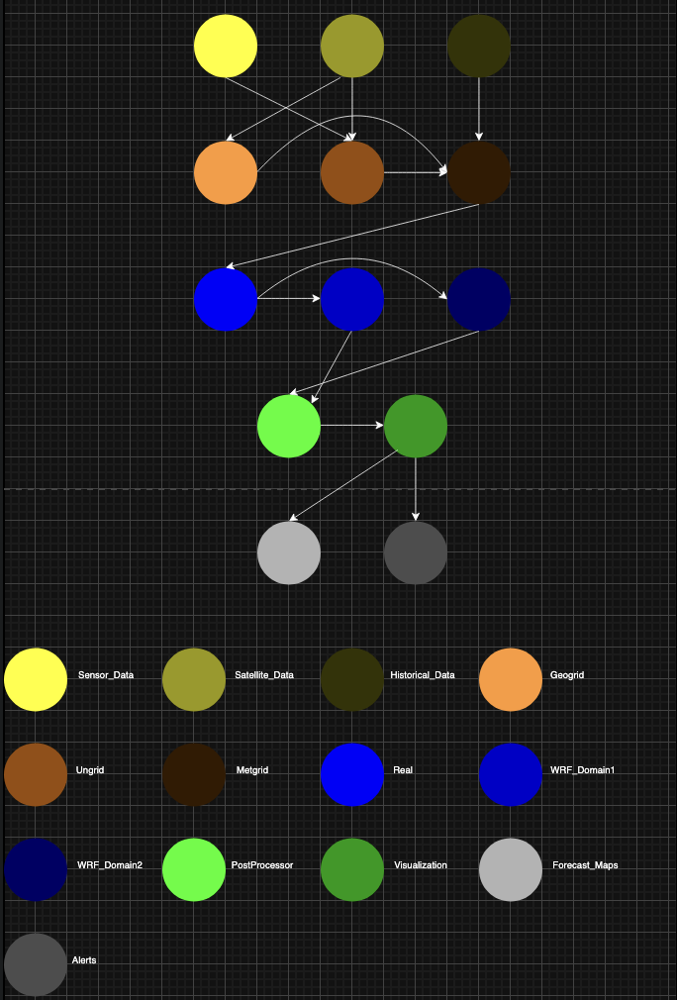 Sensor_Data
Satellite_Data
Historical_Data
Geogrid
Ungrid
Metgrid
Real
WRF_Domain1
WRF_Domain2
PostProcessor
Visualization
Forecast_Maps
Alerts